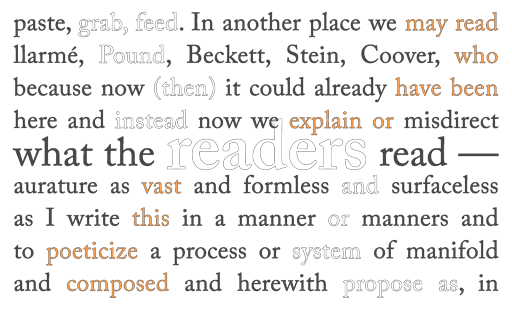 paste, grab, feed. In another place we may read
llarmé, Pound, Beckett, Stein, Coover, who
because now (then) it could already have been
here and instead now we explain or misdirect
what the readers read —
aurature as vast and formless and surfaceless
as I write this in a manner or manners and
to poeticize a process or system of manifold
and composed and herewith propose as, in